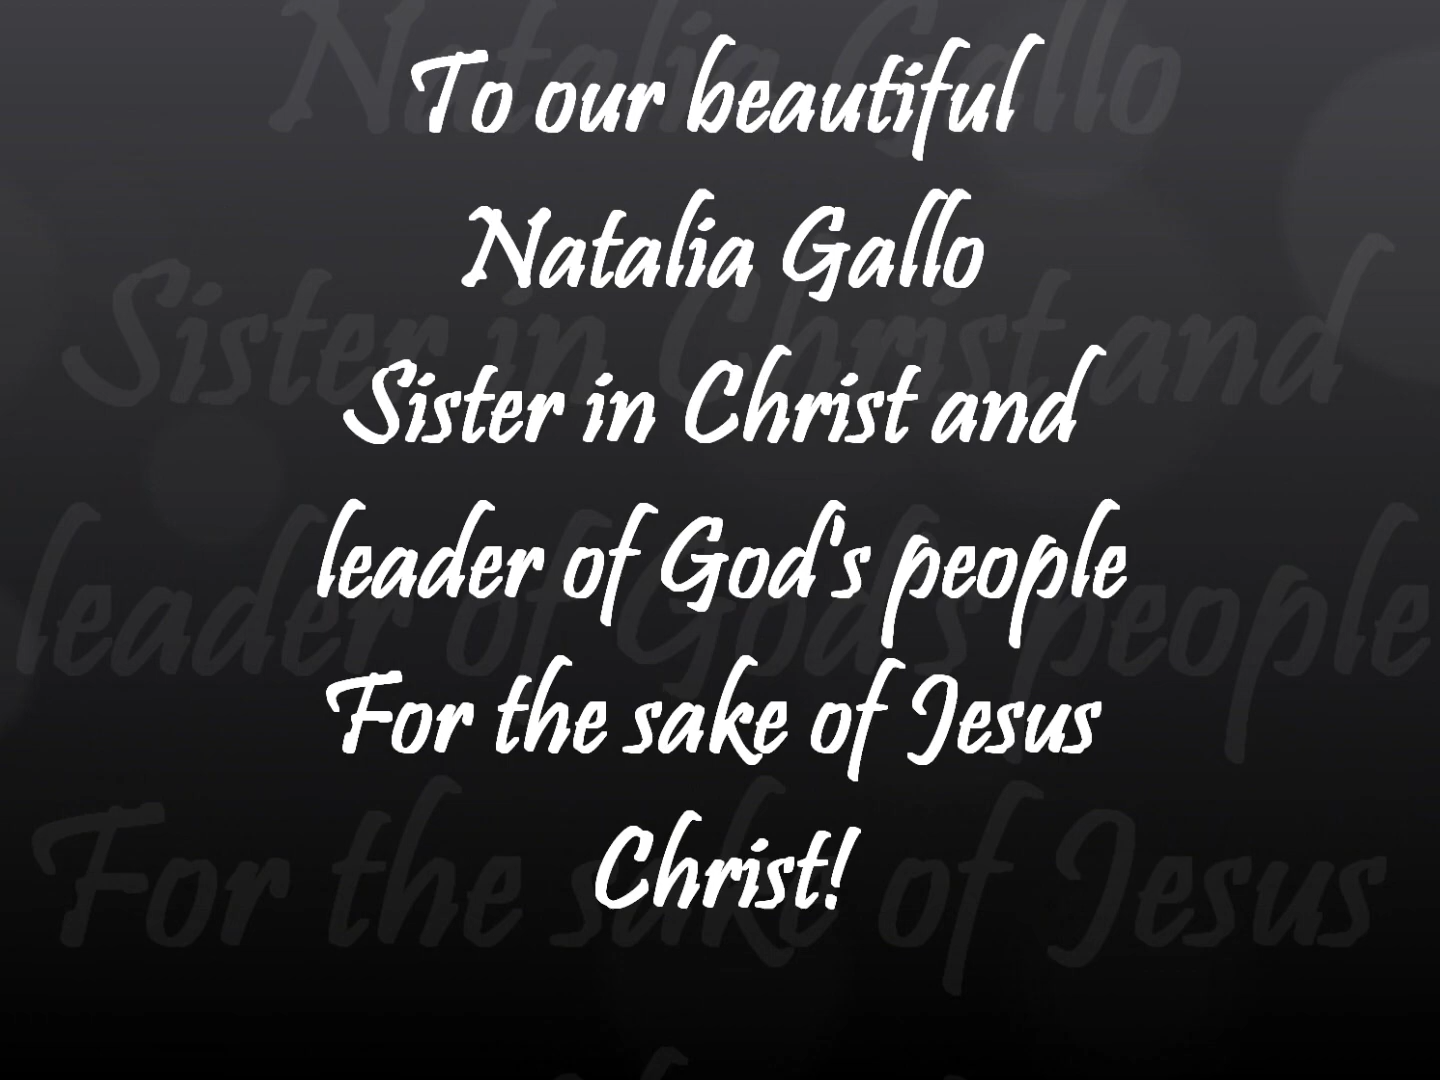 To our beautiful
Natalia Gallo
Sister in Christ and
leader of God's people
For the sake of Jesus
Christ!